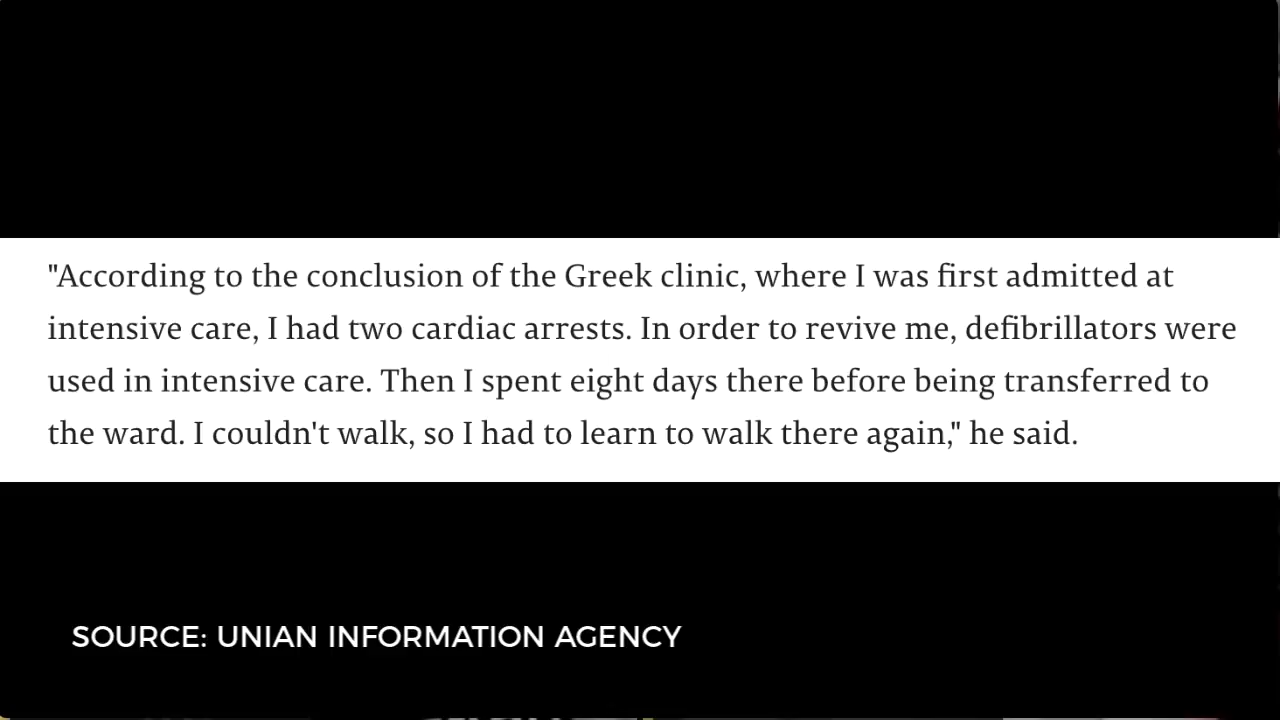 "According to the conclusion of the Greek clinic, where I was first admitted at
intensive care, I had two cardiac arrests. In order to revive me, defibrillators were
used in intensive care. Then I spent eight days there before being transferred to
the ward. I couldn't walk, so I had to learn to walk there again," he said.
SOURCE: UNIAN INFORMATION AGENCY